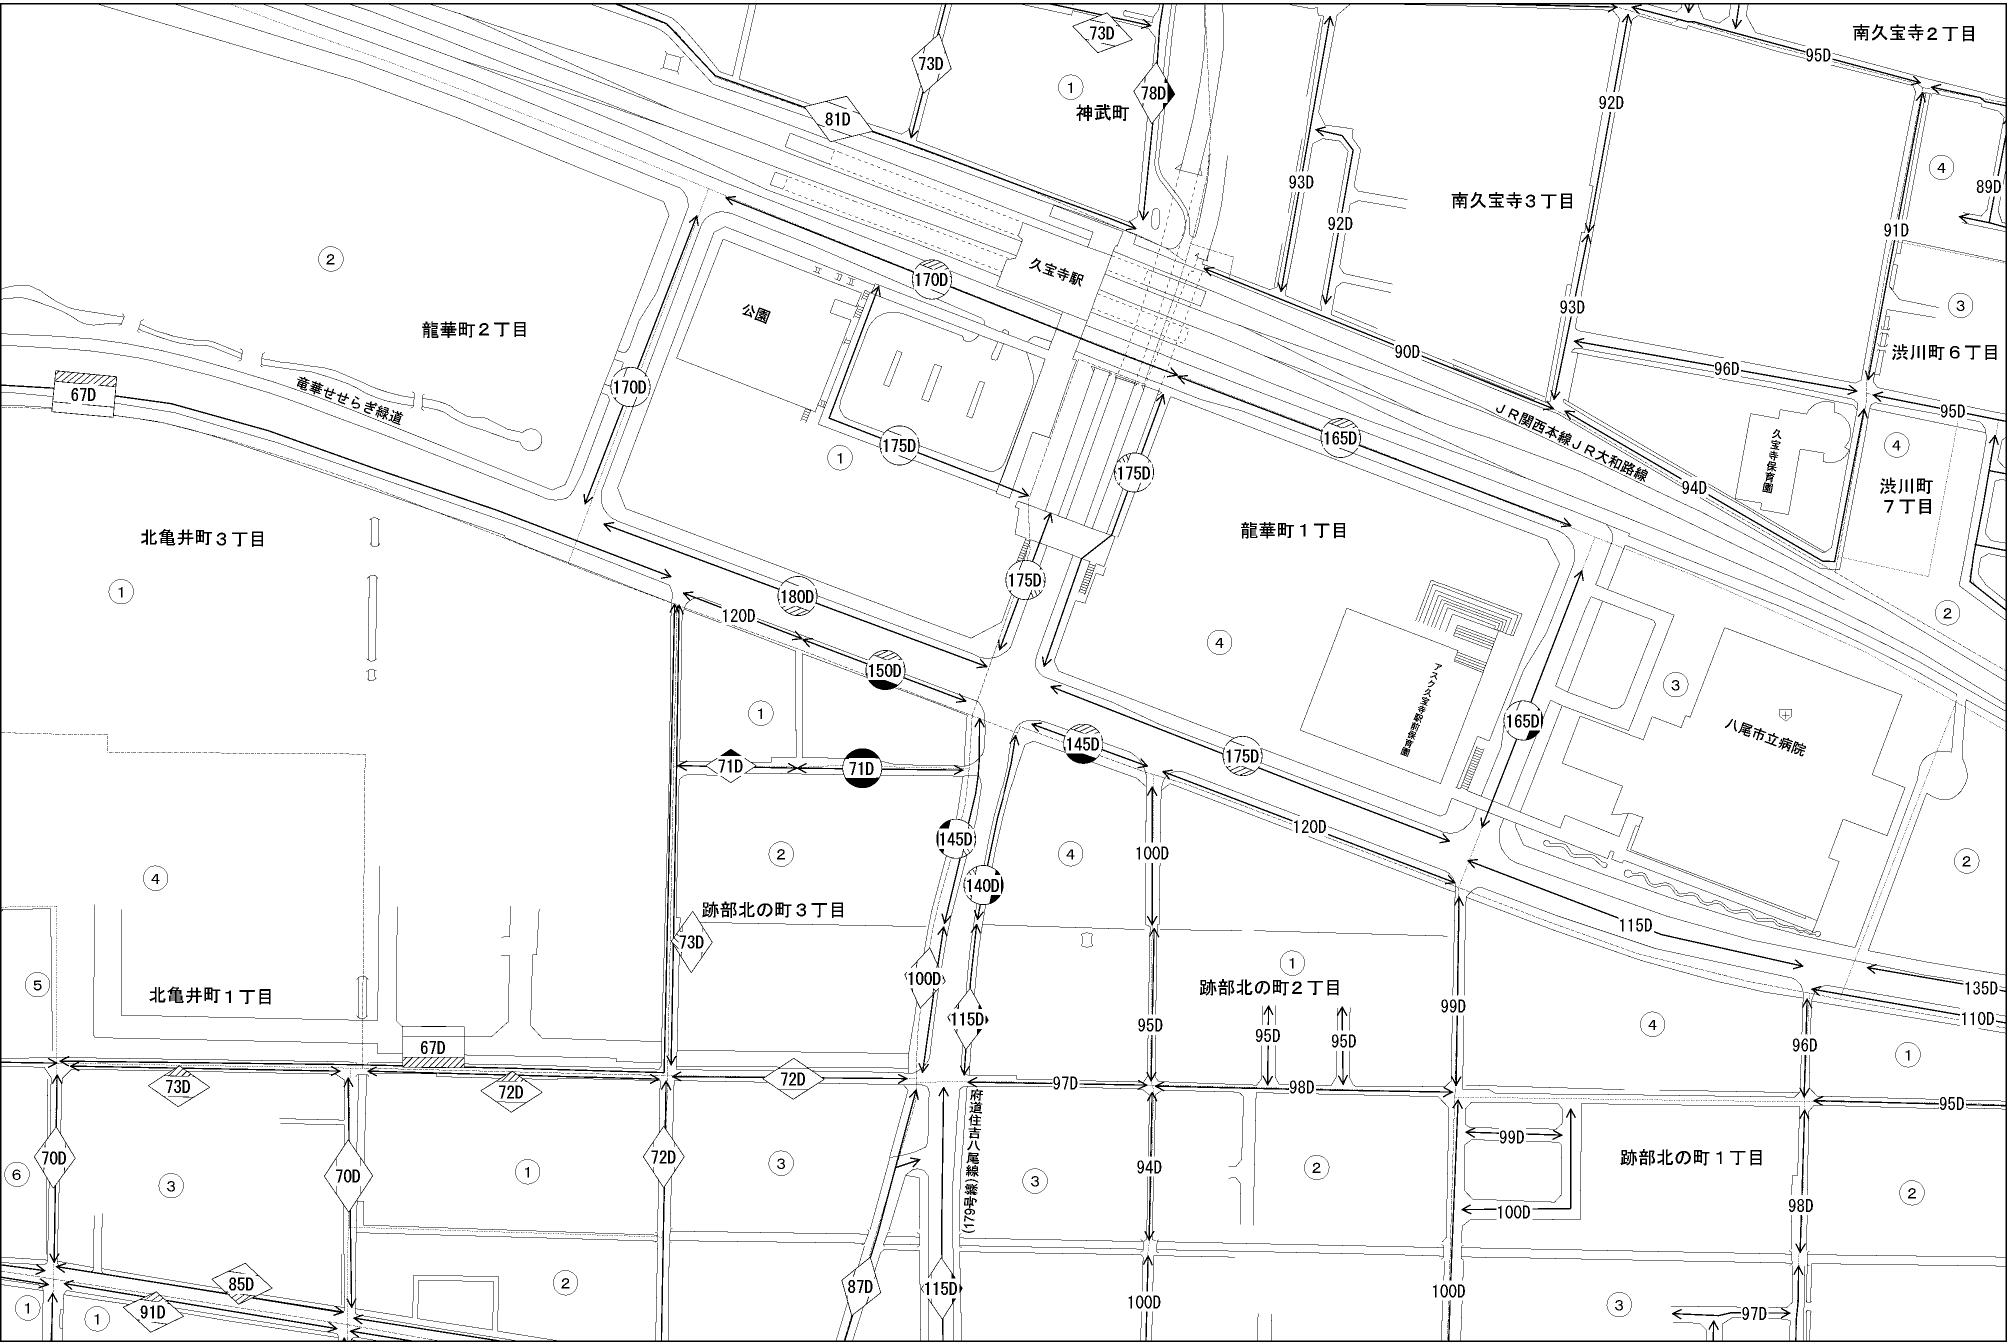 73D
南久宝寺２丁目
95D
73D
①
78D
神武町
92D
81D
④
93D
89D
南久宝寺３丁目
92D
91D
②
久宝寺駅
170D
③
93D
公園
龍華町２丁目
渋川町６丁目
90D
96D
170D
67D
竜華せせらぎ緑道
95D
ＪＲ関西本線ＪＲ大和路線
165D
175D
④
①
久宝寺保育園
175D
94D
渋川町
７丁目
北亀井町３丁目
龍華町１丁目
175D
①
180D
120D
②
④
150D
③
アスク久宝寺駅前保育園
①
165D
八尾市立病院
145D
175D
71D
71D
120D
145D
②
④
100D
②
④
140D
跡部北の町３丁目
115D
73D
①
100D
⑤
跡部北の町２丁目
135D
北亀井町１丁目
99D
115D
95D
110D
④
95D
95D
67D
96D
①
73D
72D
72D
97D
98D
府道住吉八尾線(179号線)
95D
99D
70D
72D
跡部北の町１丁目
③
94D
②
⑥
70D
①
③
③
②
98D
100D
85D
②
87D
115D
100D
100D
①
91D
①
③
97D